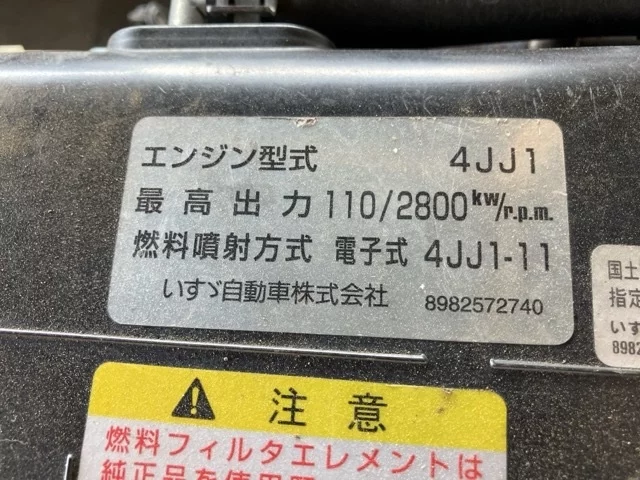 エンジン型式 4JJ1
最高出力 110/2800kw/r.p.m.
燃料噴射方式 電子式 4JJ1-11
いすゞ自動車株式会社 8982572740
国土
指定
いすゞ
8982
⚠ 注意
燃料フィルタエレメントは
純正品を使用